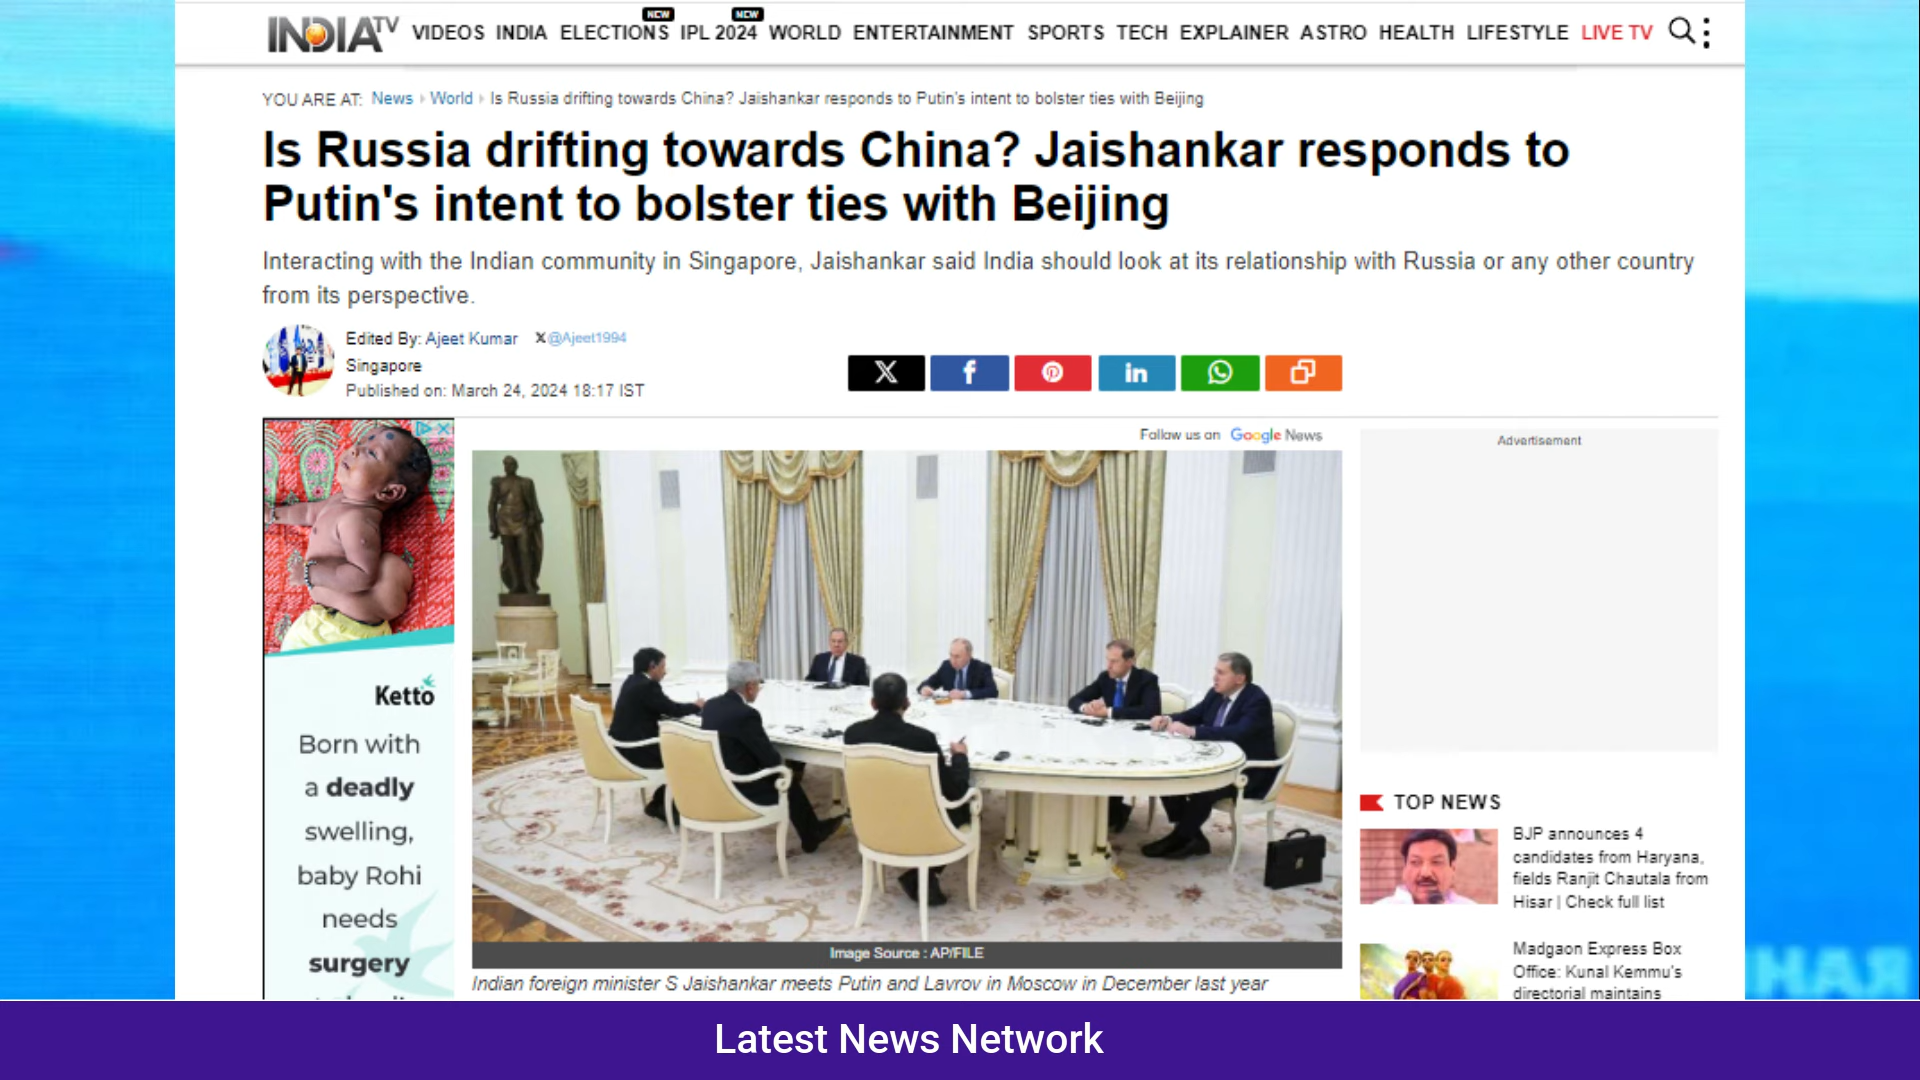 INDIA TV VIDEOS INDIA ELECTIONS NEW IPL 2024 NEW WORLD ENTERTAINMENT SPORTS TECH EXPLAINER ASTRO HEALTH LIFESTYLE LIVE TV
YOU ARE AT: News World Is Russia drifting towards China? Jaishankar responds to Putin's intent to bolster ties with Beijing
Is Russia drifting towards China? Jaishankar responds to
Putin's intent to bolster ties with Beijing
Interacting with the Indian community in Singapore, Jaishankar said India should look at its relationship with Russia or any other country
from its perspective.
Edited By: Ajeet Kumar X@Ajeet1994
Singapore
Published on: March 24, 2024 18:17 IST
Follow us on Google News
Ketto
Born with
a deadly
swelling,
baby Rohi
needs
surgery
Image Source : AP/FILE
Indian foreign minister S Jaishankar meets Putin and Lavrov in Moscow in December last year
Advertisement
TOP NEWS
BJP announces 4
candidates from Haryana,
fields Ranjit Chautala from
Hisar | Check full list
Madgaon Express Box
Office: Kunal Kemmu's
directorial maintains
НАЯ
Latest News Network